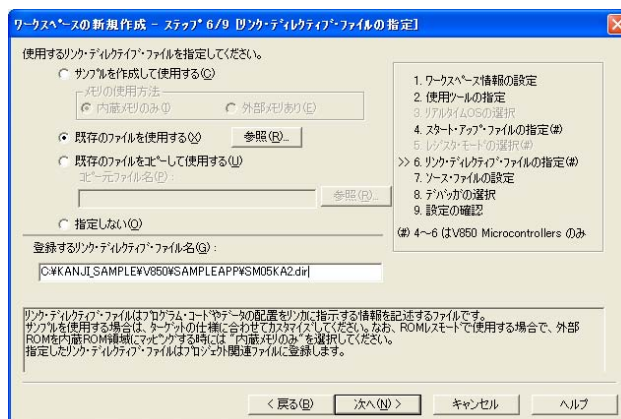 ワークスペースの新規作成 - ステップ 6/9 [リンク・ディレクティブ・ファイルの指定]
使用するリンク・ディレクティブ・ファイルを指定してください。
サンプルを作成して使用する(C)
メモリの使用方法
内蔵メモリのみ(I)
外部メモリあり(E)
既存のファイルを使用する(X)
参照(R)...
既存のファイルをコピーして使用する(U)
コピー元ファイル名(P):
参照(R)...
指定しない(O)
登録するリンク・ディレクティブ・ファイル名(G):
C:¥KANJI_SAMPLE¥V850¥SAMPLEAPP¥SM05KA2.dir
1. ワークスペース情報の設定
2. 使用ツールの指定
3. リアルタイムOSの選択
4. スタート・アップ・ファイルの指定(#)
5. レジスタ・モードの選択(#)
>> 6. リンク・ディレクティブ・ファイルの指定(#)
7. ソース・ファイルの設定
8. デバッガの選択
9. 設定の確認
(#) 4～6 はV850 Microcontrollers のみ
リンク・ディレクティブ・ファイルはプログラム・コードやデータの配置をリンカに指示する情報を記述するファイルです。
サンプルを使用する場合は、ターゲットの仕様に合わせてカスタマイズしてください。なお、ROMレスモードで使用する場合で、外部
ROMを内蔵ROM領域にマッピングする時には "内蔵メモリのみ" を選択してください。
指定したリンク・ディレクティブ・ファイルはプロジェクト関連ファイルに登録します。
< 戻る(B)
次へ(N) >
キャンセル
ヘルプ